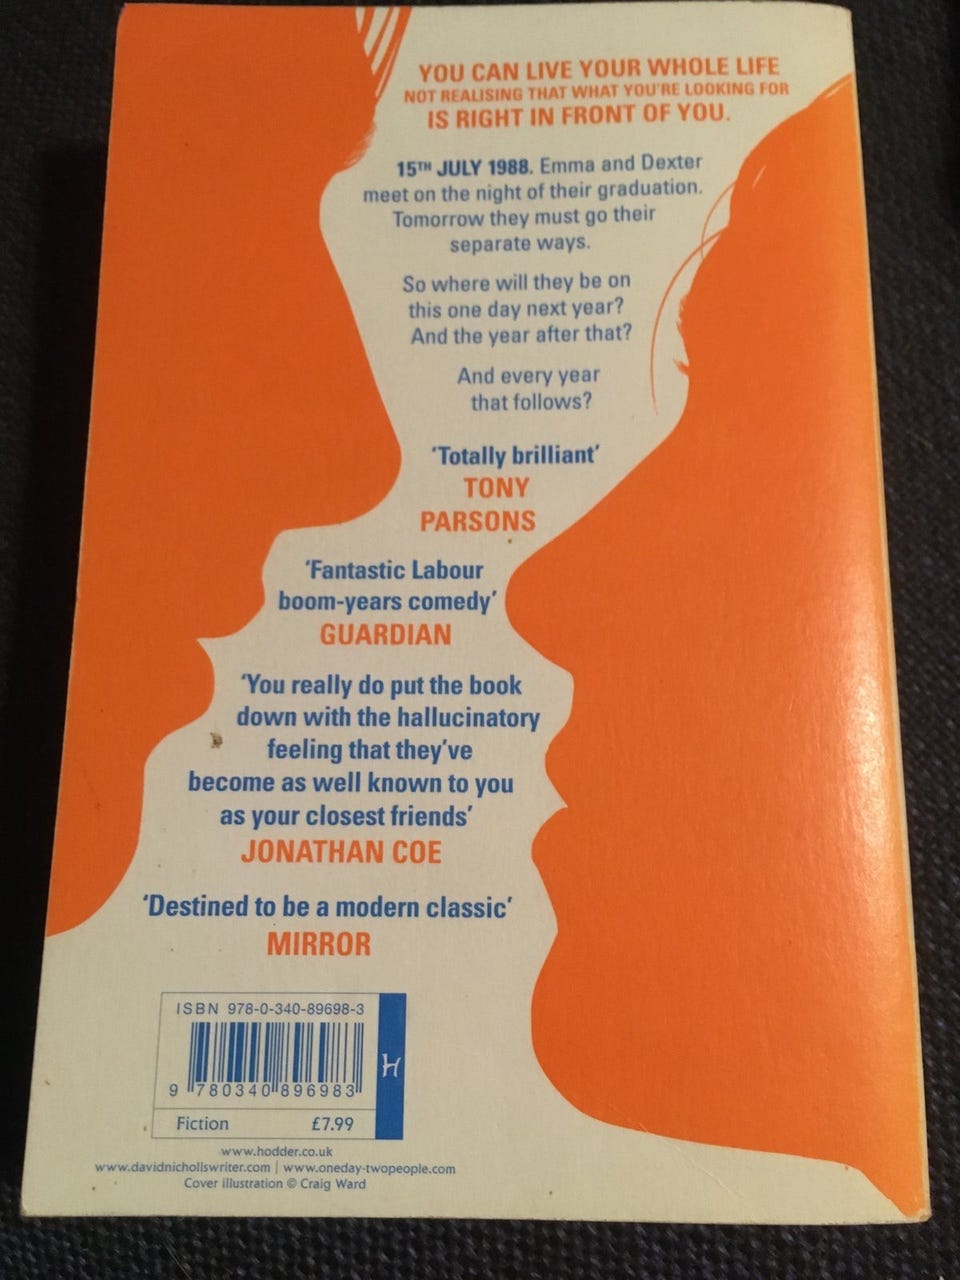 YOU CAN LIVE YOUR WHOLE LIFE
NOT REALISING THAT WHAT YOU'RE LOOKING FOR
IS RIGHT IN FRONT OF YOU.
15TH JULY 1988. Emma and Dexter
meet on the night of their graduation.
Tomorrow they must go their
separate ways.
So where will they be on
this one day next year?
And the year after that?
And every year
that follows?
'Totally brilliant'
TONY
PARSONS
'Fantastic Labour
boom-years comedy'
GUARDIAN
'You really do put the book
down with the hallucinatory
feeling that they've
become as well known to you
as your closest friends'
JONATHAN COE
'Destined to be a modern classic'
MIRROR
ISBN 978-0-340-89698-3
9 780340 896983
H
Fiction £7.99
www.hodder.co.uk
www.davidnichollswriter.com | www.oneday-twopeople.com
Cover illustration © Craig Ward